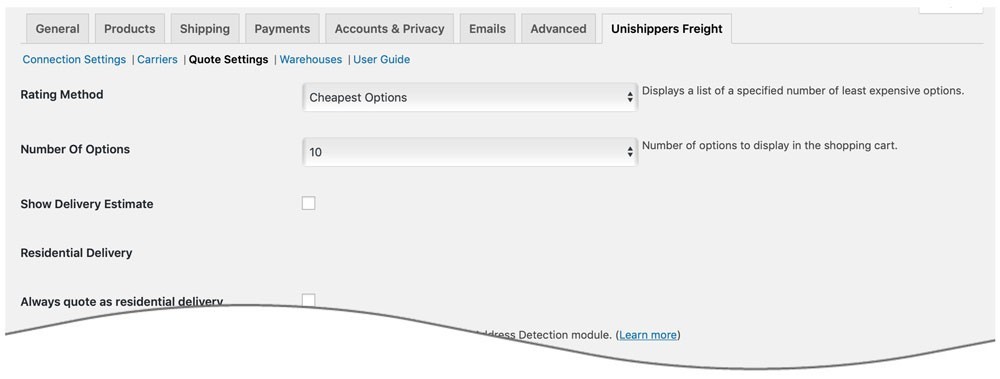 General Products Shipping Payments Accounts & Privacy Emails Advanced Unishippers Freight
Connection Settings | Carriers | Quote Settings | Warehouses | User Guide
Rating Method Cheapest Options Displays a list of a specified number of least expensive options.
Number Of Options 10 Number of options to display in the shopping cart.
Show Delivery Estimate
Residential Delivery
Always quote as residential delivery
Address Detection module. (Learn more)